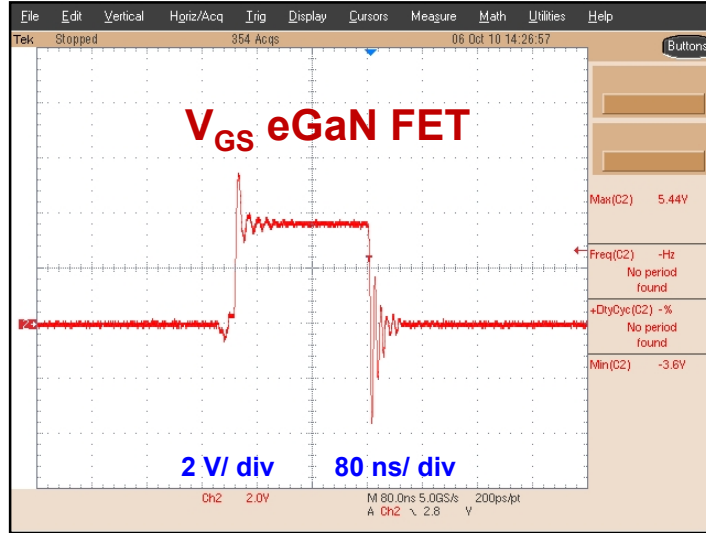 File Edit Vertical Horiz/Acq Trig Display Cursors Measure Math Utilities Help
Tek Stopped 354 Acqs 06 Oct 10 14:26:57
Buttons
VGS eGaN FET
Max(C2) 5.44V
Freq(C2) -Hz
No period
found
+DtyCyc(C2) -%
No period
found
Min(C2) -3.6V
2
2 V/ div 80 ns/ div
Ch2 2.0V M 80.0ns 5.0GS/s 200ps/pt
A Ch2 ∖ 2.8 V